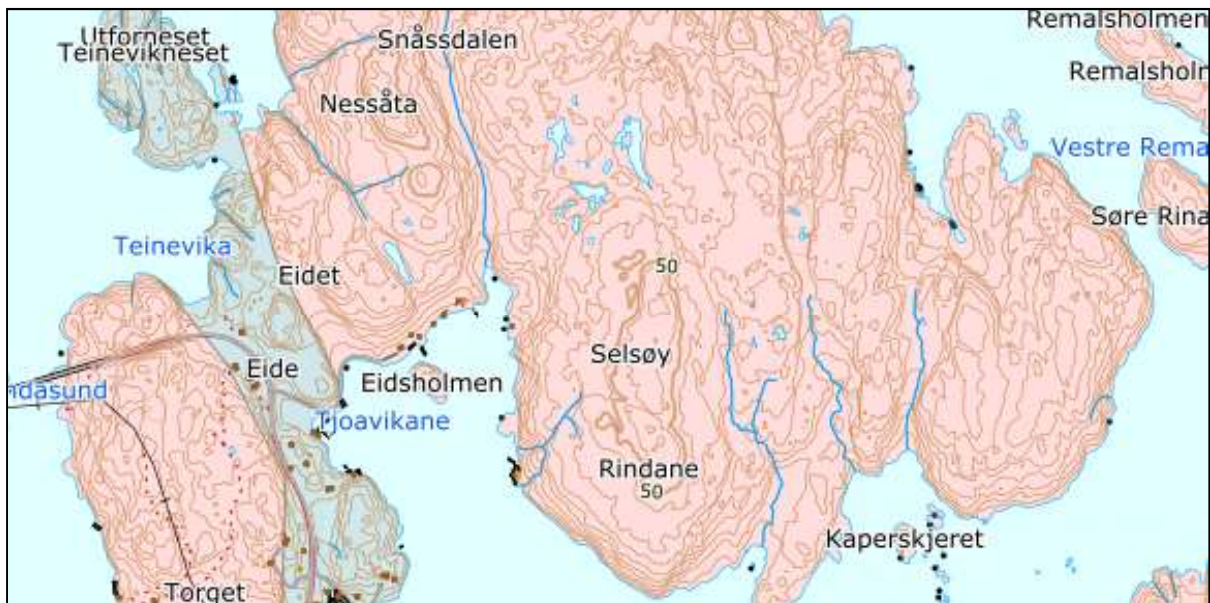 Utforneset
Teinevikneset
Snåssdalen
Remalsholmen
Remalsholr
Nessåta
Vestre Rema
Søre Rina
Teinevika
Eidet
50
Selsøy
Eide
Eidsholmen
ndasund
Tjoavikane
Rindane
50
Kaperskjeret
Torget